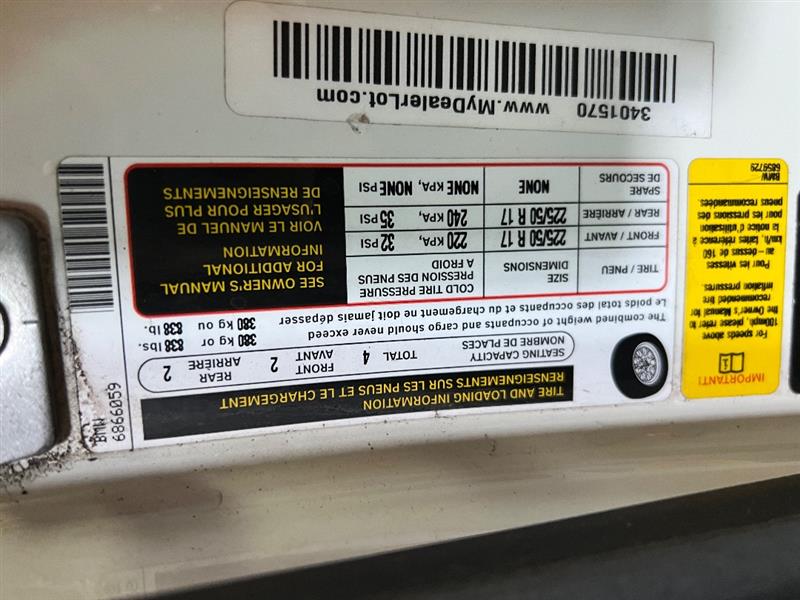 TIRE AND LOADING INFORMATION
RENSEIGNEMENTS SUR LES PNEUS ET LE CHARGEMENT
SEATING CAPACITY
NOMBRE DE PLACES
TOTAL 4
FRONT
AVANT 2
REAR
ARRIÈRE 2
The combined weight of occupants and cargo should never exceed 380 kg or 838 lbs.
Le poids total des occupants et du chargement ne doit jamais dépasser 380 kg ou 838 lb.
TIRE / PNEU
SIZE
DIMENSIONS
COLD TIRE PRESSURE
PRESSION DES PNEUS
A FROID
FRONT / AVANT 225/50 R 17 220 KPA, 32 PSI
REAR / ARRIÈRE 225/50 R 17 240 KPA, 35 PSI
SPARE
DE SECOURS NONE NONE KPA, NONE PSI
SEE OWNER'S MANUAL
FOR ADDITIONAL
INFORMATION
VOIR LE MANUEL DE
L'USAGER POUR PLUS
DE RENSEIGNEMENTS
BMW
6866059
IMPORTANT!
For speeds above
100mph, please refer to
the Owner's Manual for
recommended tire
inflation pressures.
Pour les vitesses
au – dessus de 160
km/h, faites référence à
la notice d'utilisation
pour les pressions des
pneus recommandées.
BMW
6859729
www.MyDealerLot.com 3401570